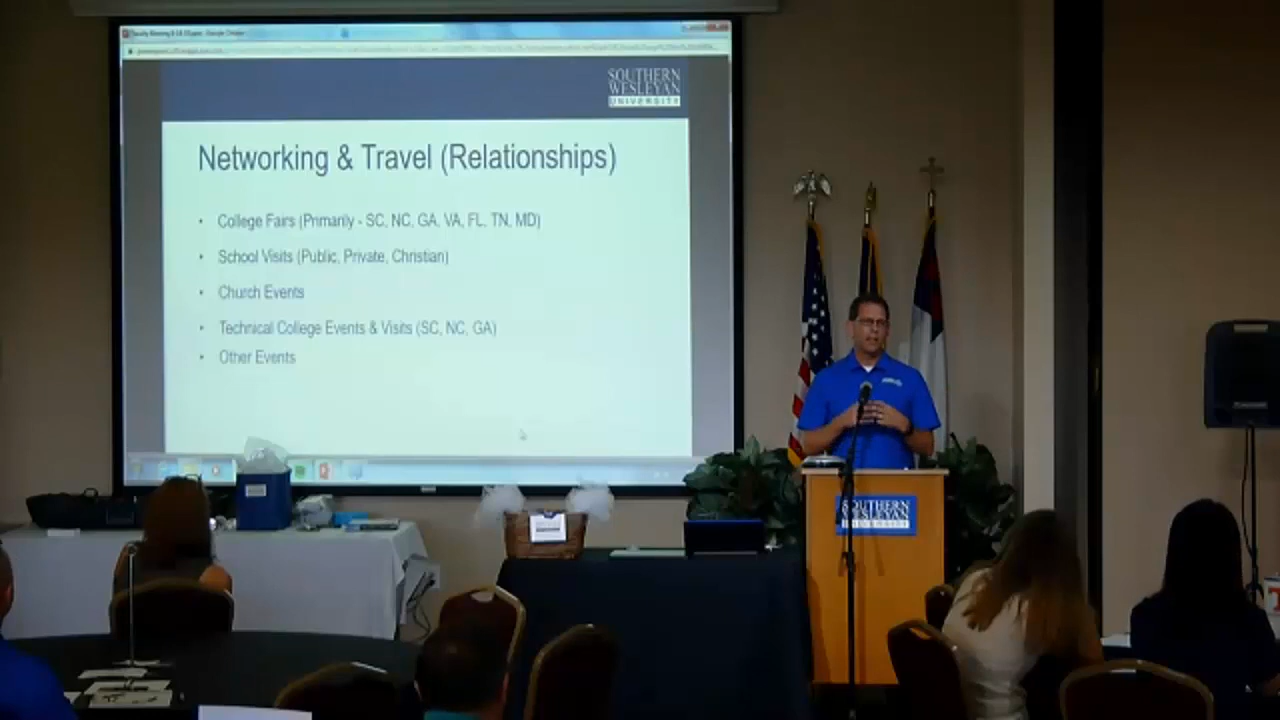 SOUTHERN
WESLEYAN
UNIVERSITY
Networking & Travel (Relationships)
• College Fairs (Primarily - SC, NC, GA, VA, FL, TN, MD)
• School Visits (Public, Private, Christian)
• Church Events
• Technical College Events & Visits (SC, NC, GA)
• Other Events
SOUTHERN
WESLEYAN
UNIVERSITY